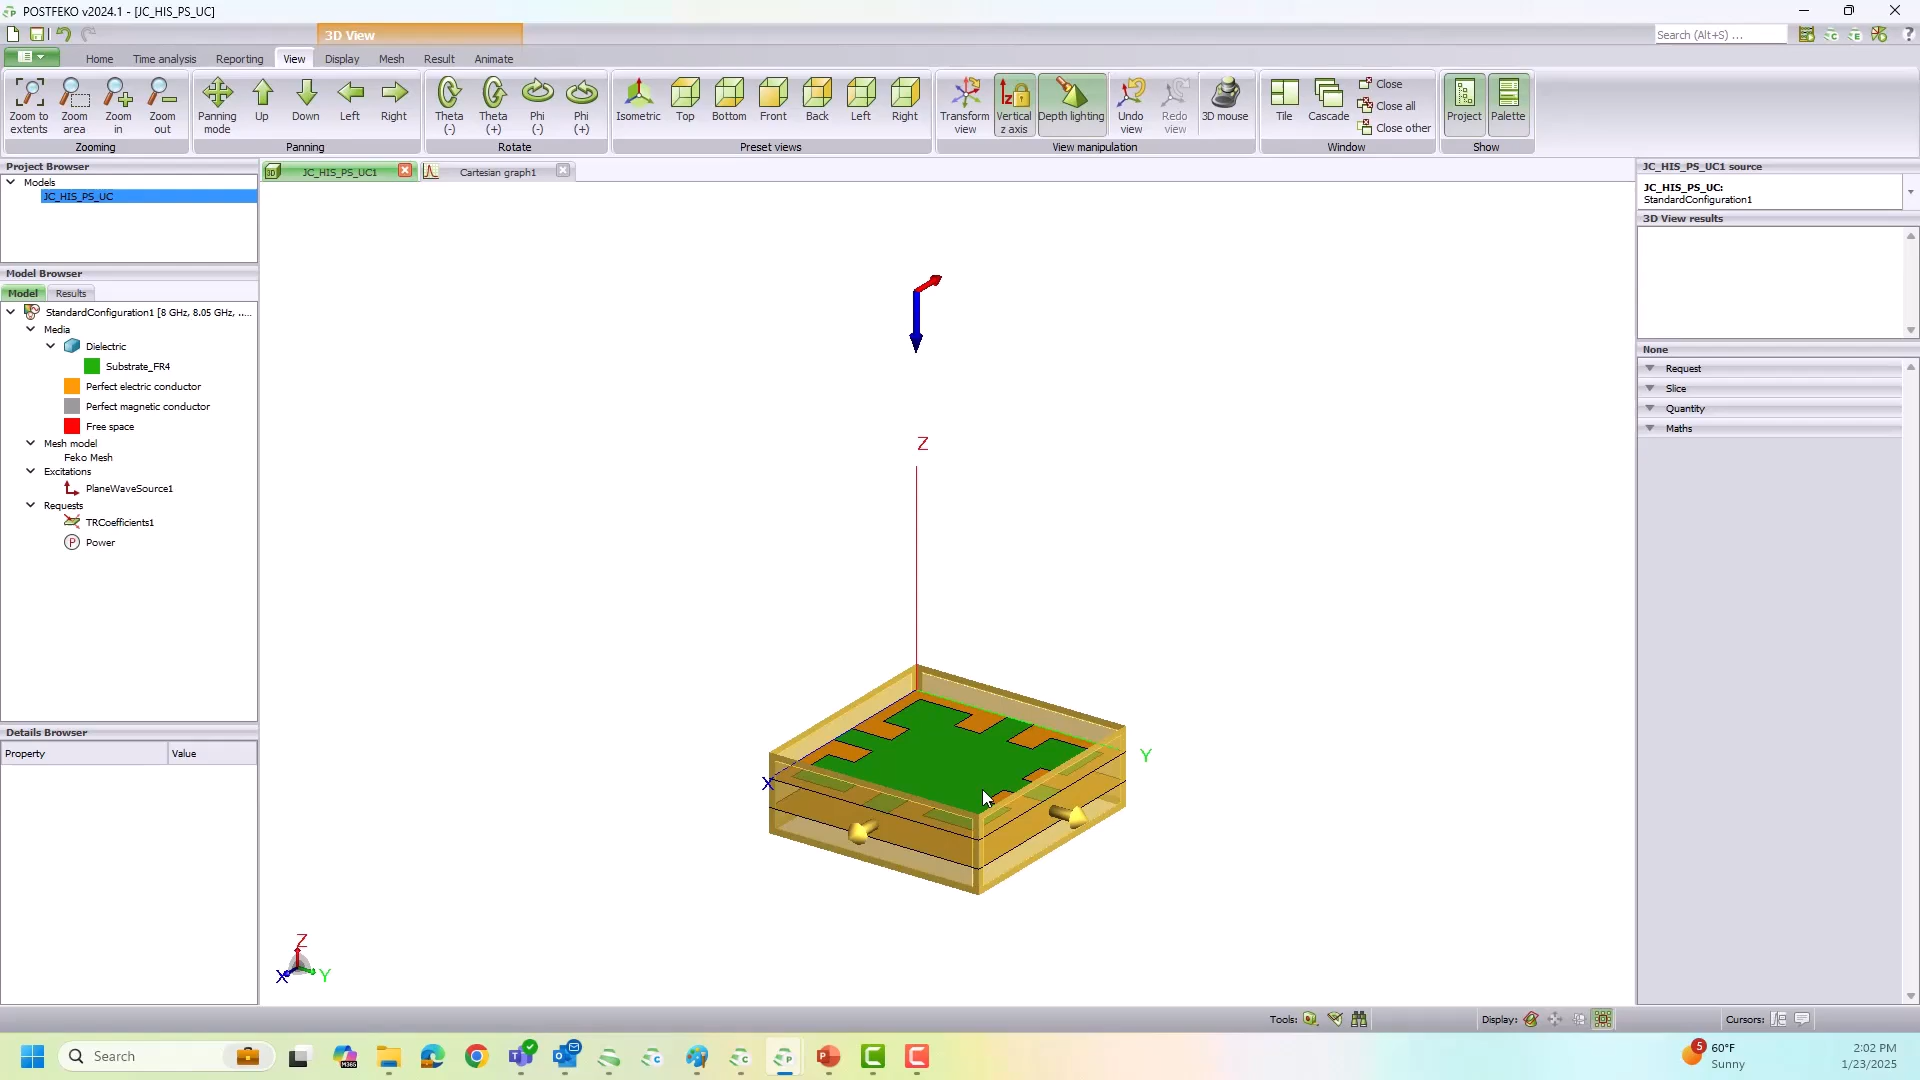 POSTFEKO v2024.1 - [JC_HIS_PS_UC]
3D View
Search (Alt+S) ...
Home
Time analysis
Reporting
View
Display
Mesh
Result
Animate
Zoom to extents
Zoom area
Zoom in
Zoom out
Panning mode
Up
Down
Left
Right
Theta (-)
Theta (+)
Phi (-)
Phi (+)
Isometric
Top
Bottom
Front
Back
Left
Right
Transform view
Vertical z axis
Depth lighting
Undo view
Redo view
3D mouse
Tile
Cascade
Close
Close all
Close other
Project
Palette
Zooming
Panning
Rotate
Preset views
View manipulation
Window
Show
Project Browser
Models
JC_HIS_PS_UC
Model Browser
Model
Results
StandardConfiguration1 [8 GHz, 8.05 GHz, ....
Media
Dielectric
Substrate_FR4
Perfect electric conductor
Perfect magnetic conductor
Free space
Mesh model
Feko Mesh
Excitations
PlaneWaveSource1
Requests
TRCoefficients1
Power
Details Browser
Property
Value
JC_HIS_PS_UC1
Cartesian graph1
Z
Y
X
Z
X
Y
JC_HIS_PS_UC1 source
JC_HIS_PS_UC:
StandardConfiguration1
3D View results
None
Request
Slice
Quantity
Maths
Tools:
Display:
Cursors:
Search
5
60°F
Sunny
2:02 PM
1/23/2025